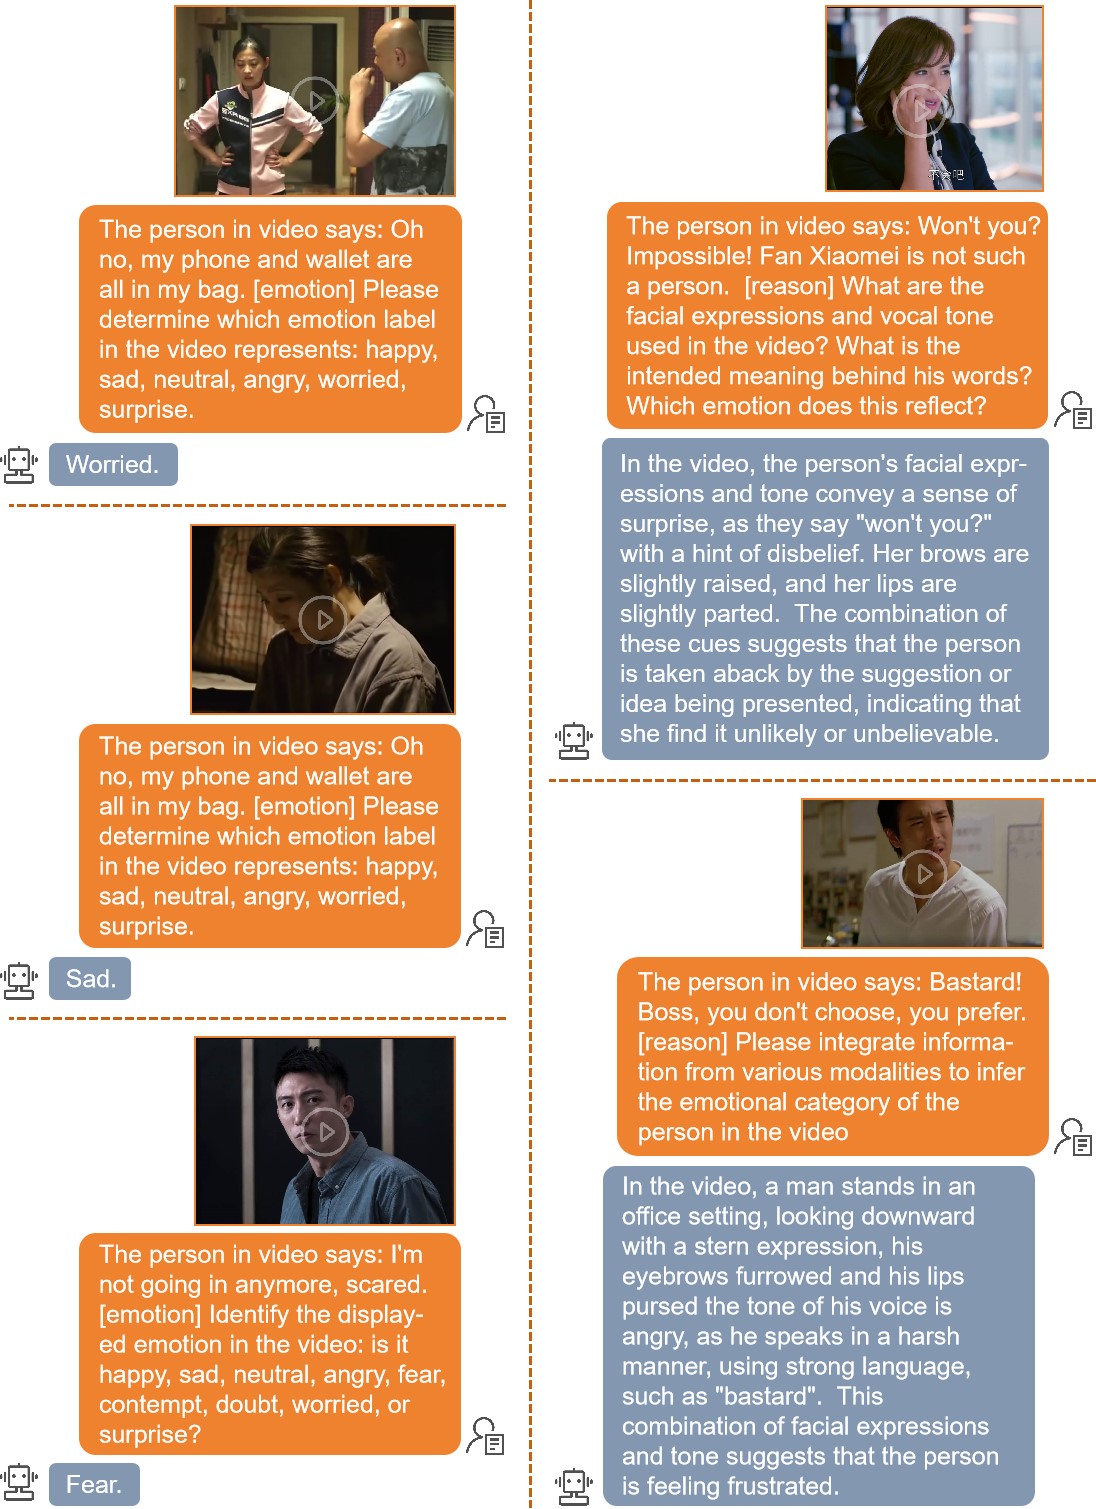 The person in video says: Oh
no, my phone and wallet are
all in my bag. [emotion] Please
determine which emotion label
in the video represents: happy,
sad, neutral, angry, worried,
surprise.
Worried.
The person in video says: Oh
no, my phone and wallet are
all in my bag. [emotion] Please
determine which emotion label
in the video represents: happy,
sad, neutral, angry, worried,
surprise.
Sad.
The person in video says: I'm
not going in anymore, scared.
[emotion] Identify the display-
ed emotion in the video: is it
happy, sad, neutral, angry, fear,
contempt, doubt, worried, or
surprise?
Fear.
不会吧
The person in video says: Won't you?
Impossible! Fan Xiaomei is not such
a person. [reason] What are the
facial expressions and vocal tone
used in the video? What is the
intended meaning behind his words?
Which emotion does this reflect?
In the video, the person's facial expr-
essions and tone convey a sense of
surprise, as they say "won't you?"
with a hint of disbelief. Her brows are
slightly raised, and her lips are
slightly parted. The combination of
these cues suggests that the person
is taken aback by the suggestion or
idea being presented, indicating that
she find it unlikely or unbelievable.
The person in video says: Bastard!
Boss, you don't choose, you prefer.
[reason] Please integrate informa-
tion from various modalities to infer
the emotional category of the
person in the video
In the video, a man stands in an
office setting, looking downward
with a stern expression, his
eyebrows furrowed and his lips
pursed the tone of his voice is
angry, as he speaks in a harsh
manner, using strong language,
such as "bastard". This
combination of facial expressions
and tone suggests that the person
is feeling frustrated.